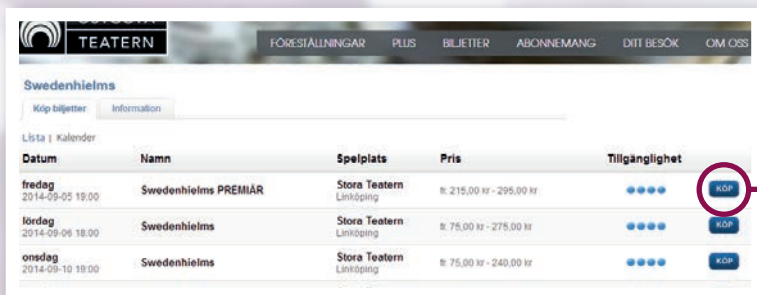 TEATERN
FÖRESTÄLLNINGAR PLUS BILJETTER ABONNEMANG DITT BESÖK OM OSS
Swedenhielms
Köp biljetter Information
Lista | Kalender
Datum Namn Spelplats Pris Tillgänglighet
fredag Swedenhielms PREMIÄR Stora Teatern fr. 215,00 kr - 295,00 kr KÖP
2014-09-05 19:00 Linköping
lördag Swedenhielms Stora Teatern fr. 75,00 kr - 275,00 kr KÖP
2014-09-06 18:00 Linköping
onsdag Swedenhielms Stora Teatern fr. 75,00 kr - 240,00 kr KÖP
2014-09-10 19:00 Linköping